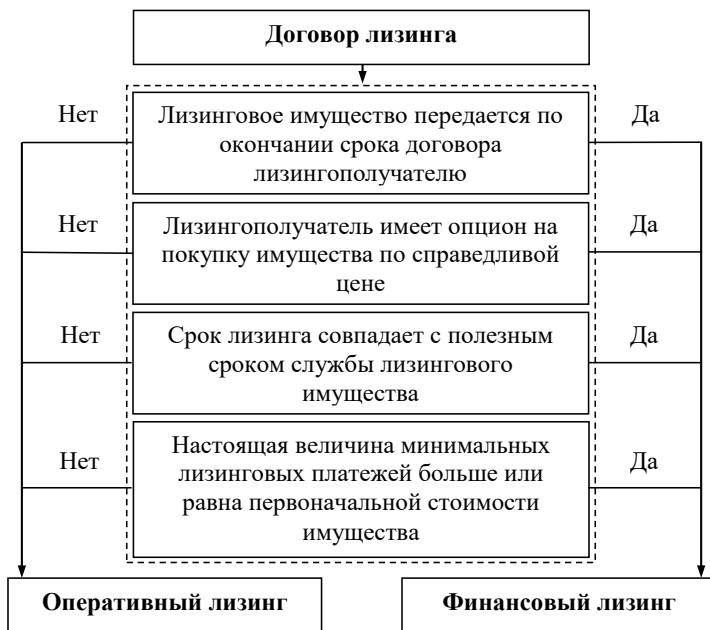 Договор лизинга
Нет
Лизинговое имущество передается по
окончании срока договора
лизингополучателю
Да
Нет
Лизингополучатель имеет опцион на
покупку имущества по справедливой
цене
Да
Нет
Срок лизинга совпадает с полезным
сроком службы лизингового
имущества
Да
Нет
Настоящая величина минимальных
лизинговых платежей больше или
равна первоначальной стоимости
имущества
Да
Оперативный лизинг
Финансовый лизинг